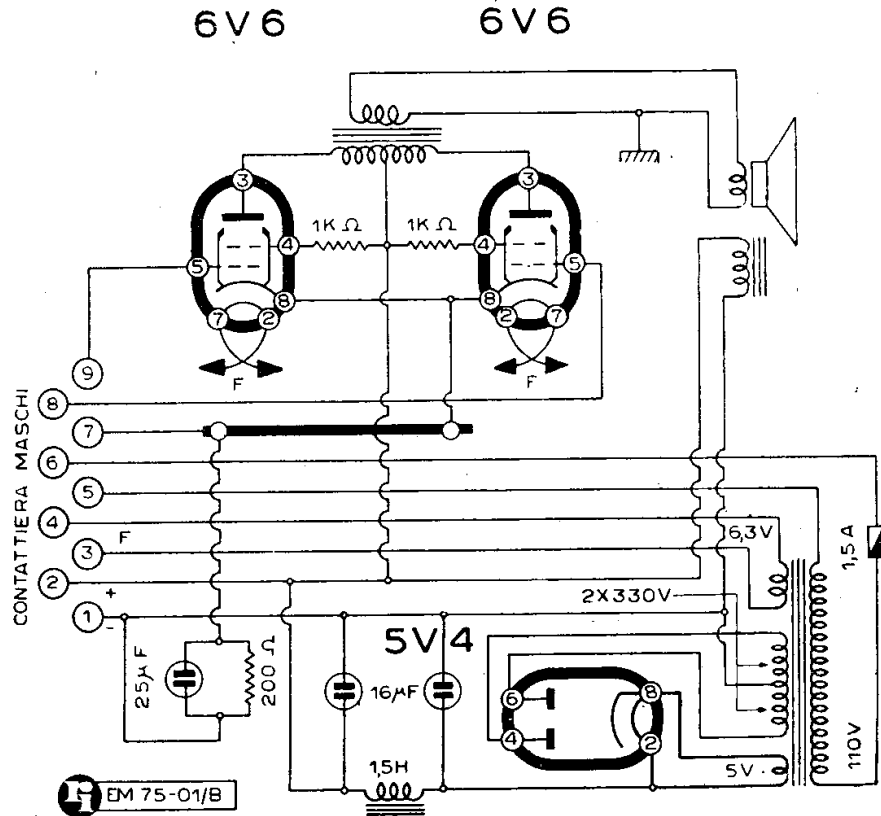 6V6 6V6
3 3
1K Ω 1K Ω
4 4
5 5
8 8
7 2 2 7
F F
9
8
7
6
5
4
F
3
2
+
1
-
CONTATTIERA MASCHI
6,3V
1,5 A
2X330V
5V4
25μF
200 Ω
16μF
6 8
4 2
110V
1,5H
5V
EM 75-01/B